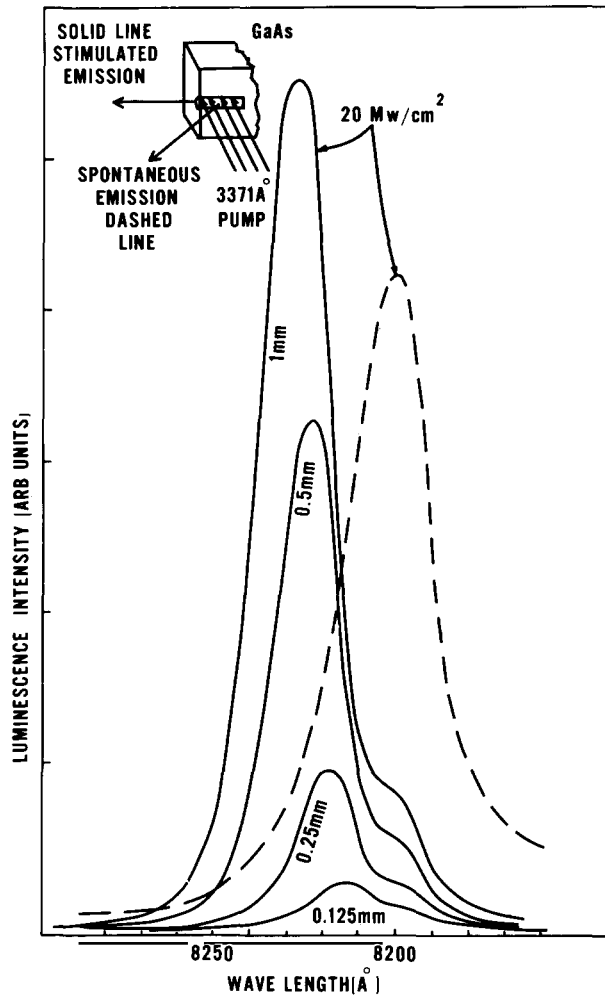 SOLID LINE
STIMULATED
EMISSION
GaAs
20 Mw/cm²
SPONTANEOUS
EMISSION
DASHED
LINE
3371A°
PUMP
1mm
0.5mm
0.25mm
0.125mm
LUMINESCENCE INTENSITY (ARB UNITS)
8250
8200
WAVE LENGTH(A°)